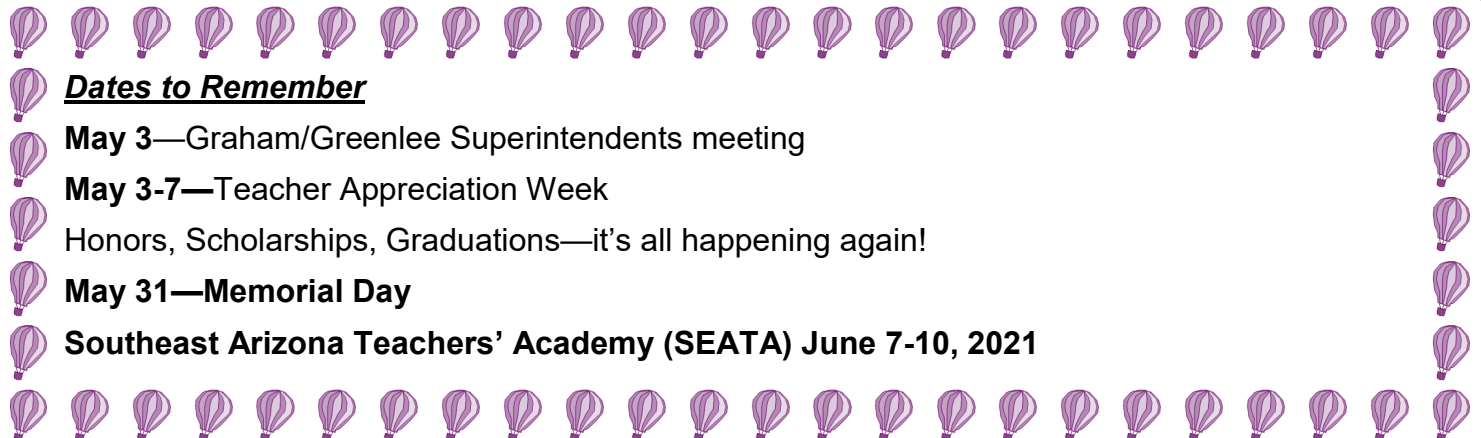 Dates to Remember
May 3—Graham/Greenlee Superintendents meeting
May 3-7—Teacher Appreciation Week
Honors, Scholarships, Graduations—it’s all happening again!
May 31—Memorial Day
Southeast Arizona Teachers’ Academy (SEATA) June 7-10, 2021